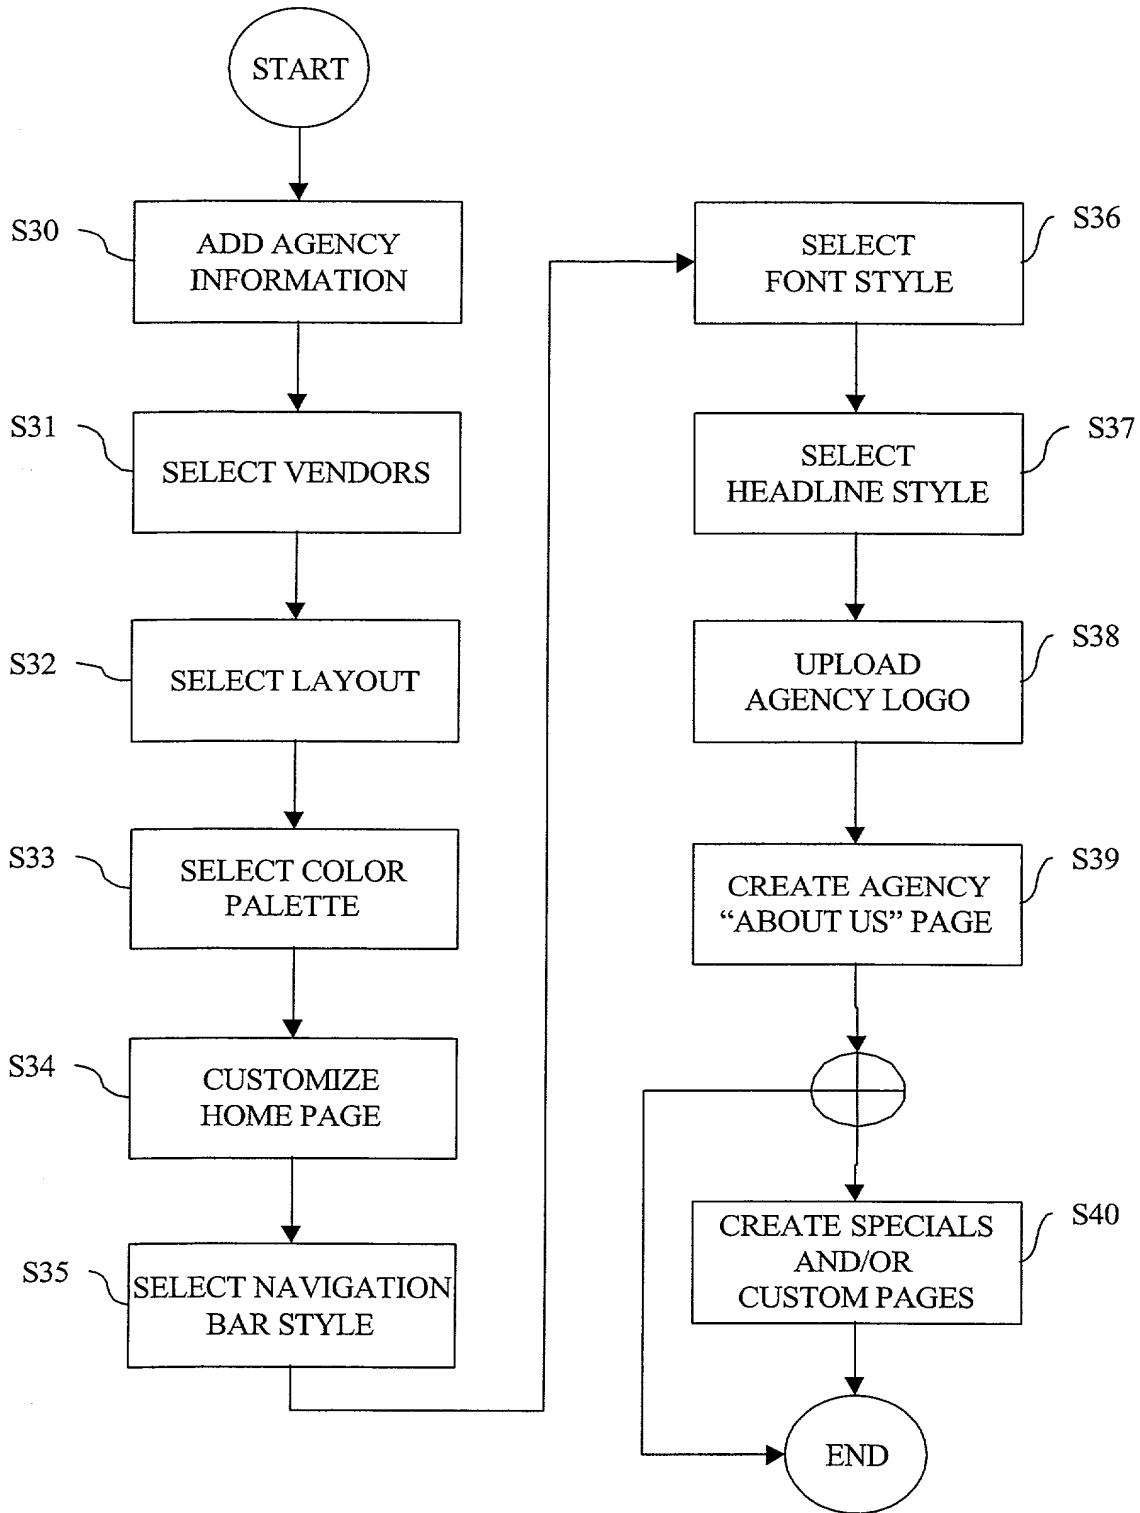 START
S30
ADD AGENCY
INFORMATION
S31
SELECT VENDORS
S32
SELECT LAYOUT
S33
SELECT COLOR
PALETTE
S34
CUSTOMIZE
HOME PAGE
S35
SELECT NAVIGATION
BAR STYLE
S36
SELECT
FONT STYLE
S37
SELECT
HEADLINE STYLE
S38
UPLOAD
AGENCY LOGO
S39
CREATE AGENCY
“ABOUT US” PAGE
S40
CREATE SPECIALS
AND/OR
CUSTOM PAGES
END